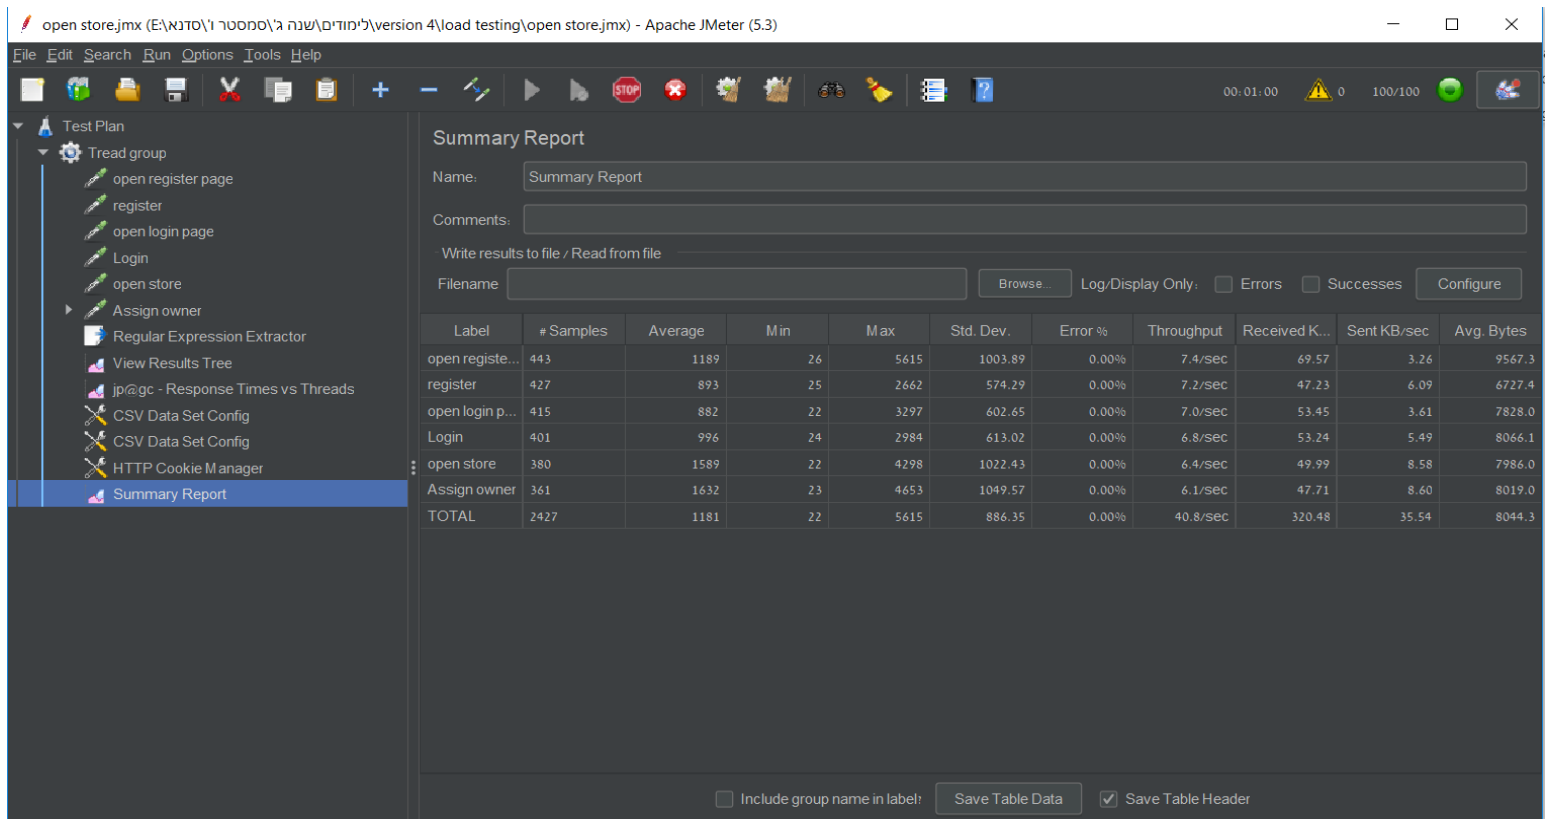 open store.jmx (E:\לימודים\שנה ג'\סמסטר ו'\סדנא\version 4\load testing\open store.jmx) - Apache JMeter (5.3)
File Edit Search Run Options Tools Help
STOP 00:01:00 0 100/100
Test Plan
Tread group
open register page
register
open login page
Login
open store
Assign owner
Regular Expression Extractor
View Results Tree
jp@gc - Response Times vs Threads
CSV Data Set Config
CSV Data Set Config
HTTP Cookie Manager
Summary Report
Summary Report
Name: Summary Report
Comments:
Write results to file / Read from file
Filename Browse... Log/Display Only: Errors Successes Configure
Label # Samples Average Min Max Std. Dev. Error % Throughput Received K... Sent KB/sec Avg. Bytes
open registe... 443 1189 26 5615 1003.89 0.00% 7.4/sec 69.57 3.26 9567.3
register 427 893 25 2662 574.29 0.00% 7.2/sec 47.23 6.09 6727.4
open login p... 415 882 22 3297 602.65 0.00% 7.0/sec 53.45 3.61 7828.0
Login 401 996 24 2984 613.02 0.00% 6.8/sec 53.24 5.49 8066.1
open store 380 1589 22 4298 1022.43 0.00% 6.4/sec 49.99 8.58 7986.0
Assign owner 361 1632 23 4653 1049.57 0.00% 6.1/sec 47.71 8.60 8019.0
TOTAL 2427 1181 22 5615 886.35 0.00% 40.8/sec 320.48 35.54 8044.3
Include group name in label? Save Table Data Save Table Header